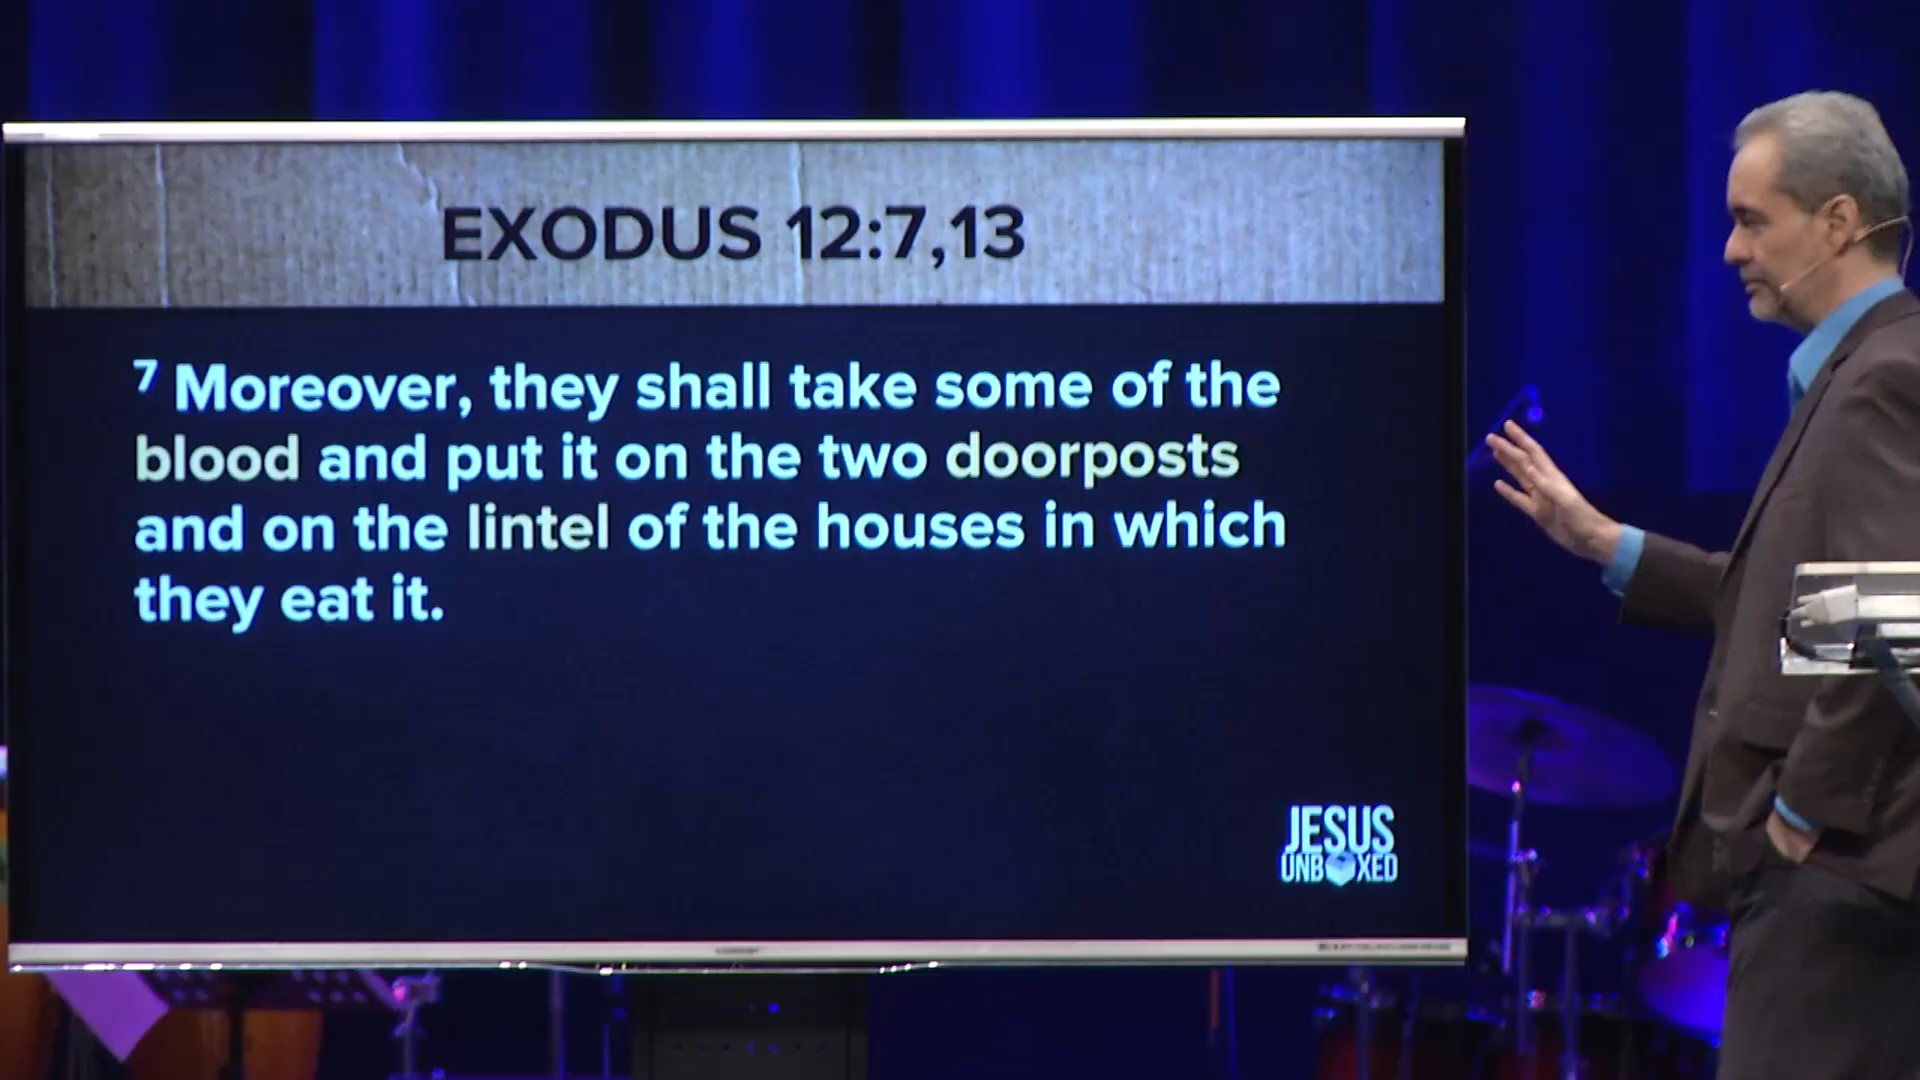 EXODUS 12:7,13
7 Moreover, they shall take some of the
blood and put it on the two doorposts
and on the lintel of the houses in which
they eat it.
JESUS
UNBOXED